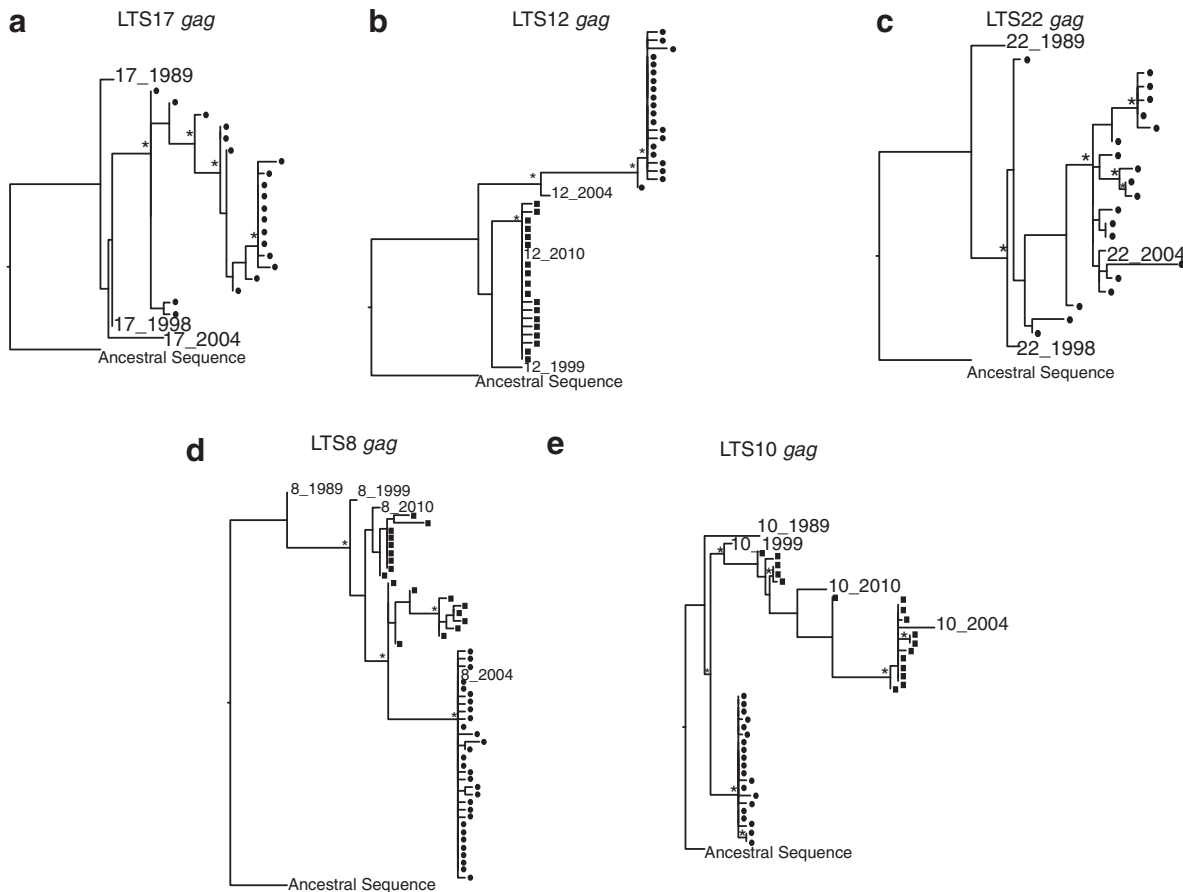 a
LTS17 gag
17_1989
*
*
*
*
17_1998
17_2004
Ancestral Sequence
b
LTS12 gag
*
*
*
12_2004
*
12_2010
12_1999
Ancestral Sequence
c
LTS22 gag
22_1989
*
*
*
*
*
22_2004
22_1998
Ancestral Sequence
d
LTS8 gag
8_1989
8_1999
8_2010
*
*
*
8_2004
*
Ancestral Sequence
e
LTS10 gag
10_1989
10_1999
*
*
10_2010
10_2004
*
*
*
*
*
Ancestral Sequence